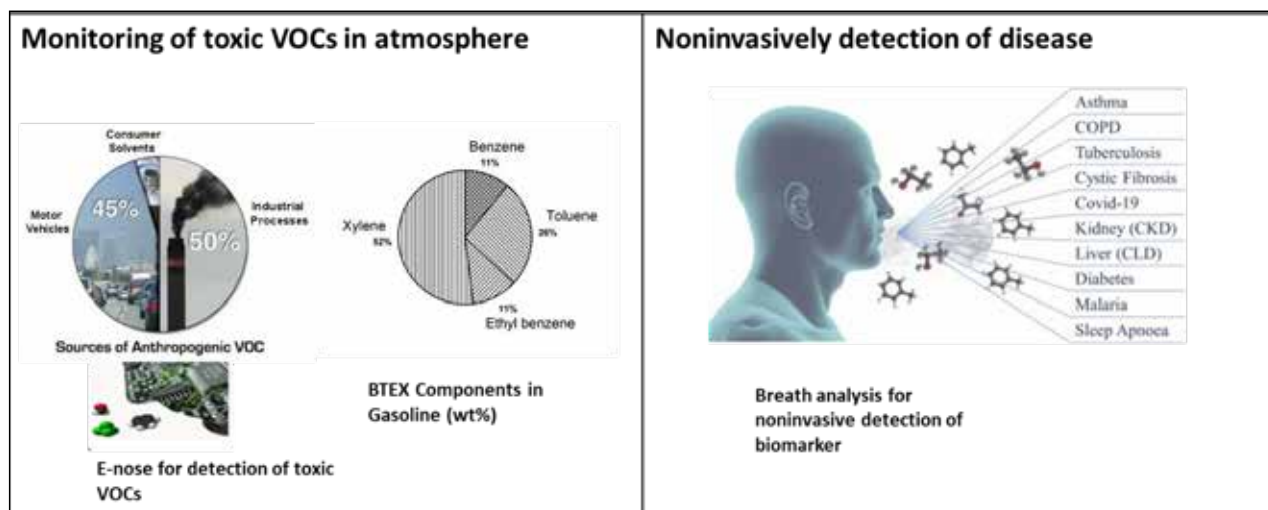 Monitoring of toxic VOCs in atmosphere
Consumer
Solvents
Motor
Vehicles
45%
50%
Industrial
Processes
Sources of Anthropogenic VOC
Benzene
11%
Toluene
26%
Xylene
52%
11%
Ethyl benzene
BTEX Components in
Gasoline (wt%)
E-nose for detection of toxic
VOCs
Noninvasively detection of disease
Asthma
COPD
Tuberculosis
Cystic Fibrosis
Covid-19
Kidney (CKD)
Liver (CLD)
Diabetes
Malaria
Sleep Apnoea
Breath analysis for
noninvasive detection of
biomarker